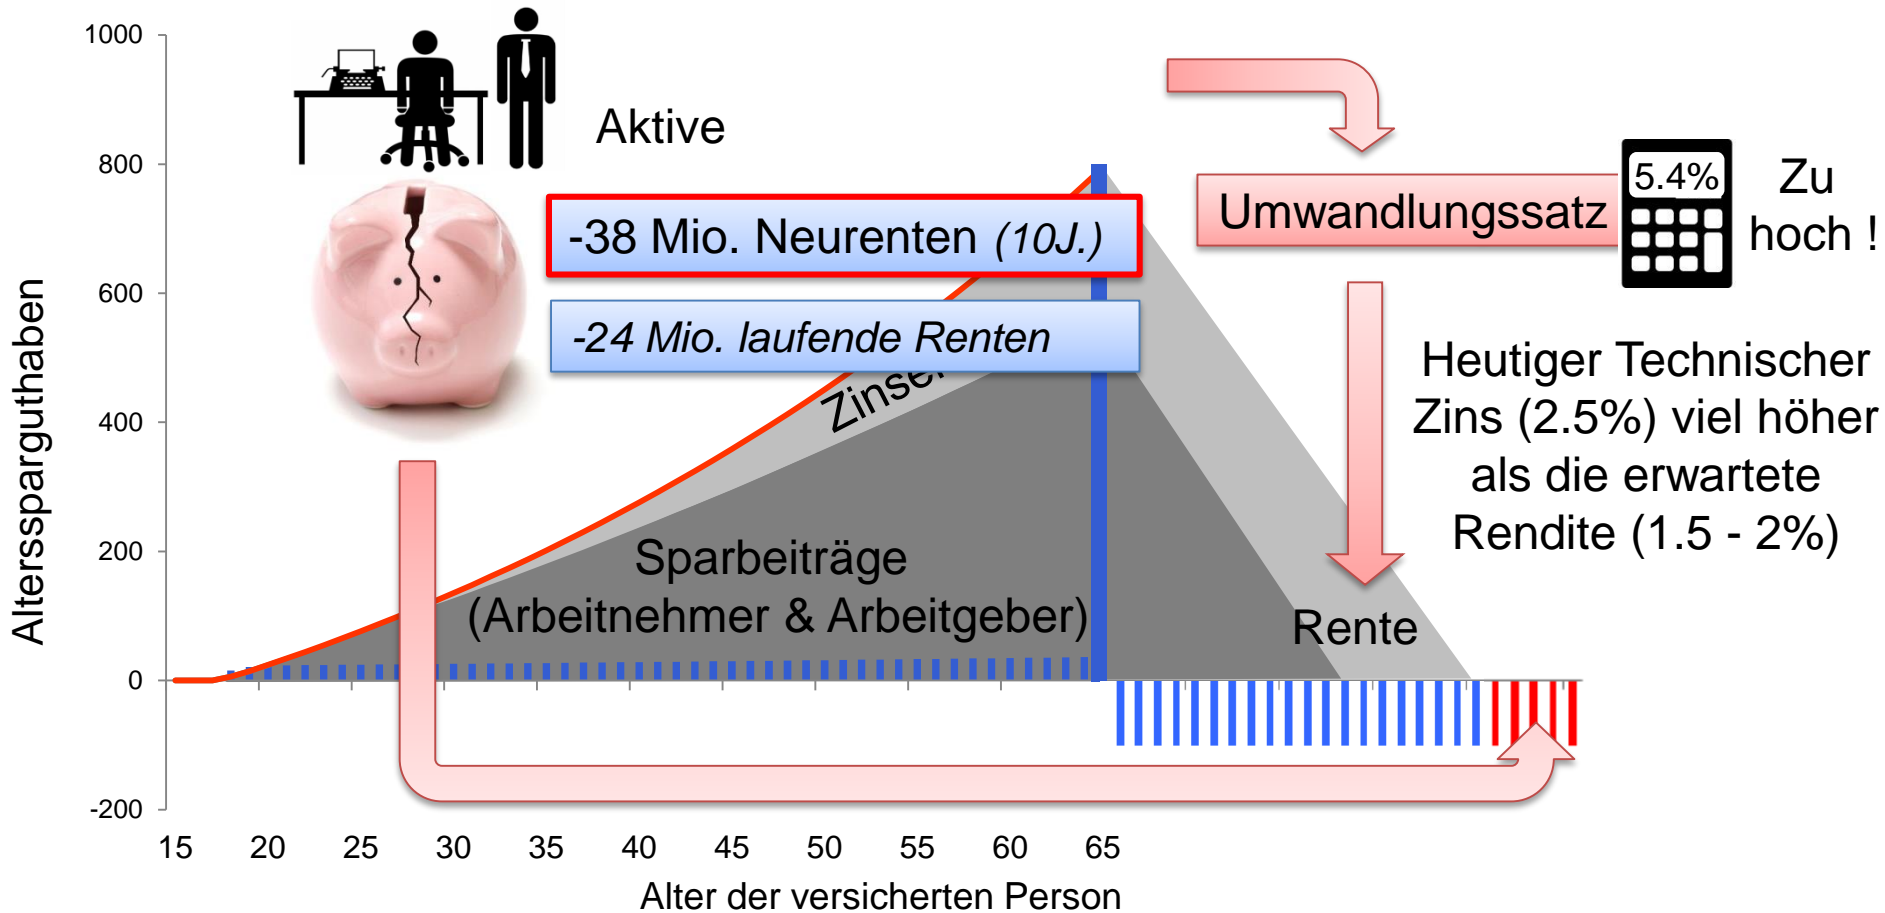 1000
800
600
400
200
0
-200
Alterssparguthaben
Aktive
-38 Mio. Neurenten (10J.)
-24 Mio. laufende Renten
Sparbeiträge
(Arbeitnehmer & Arbeitgeber)
Umwandlungssatz
5.4%
Zu
hoch !
Heutiger Technischer
Zins (2.5%) viel höher
als die erwartete
Rendite (1.5 - 2%)
Rente
15 20 25 30 35 40 45 50 55 60 65
Alter der versicherten Person